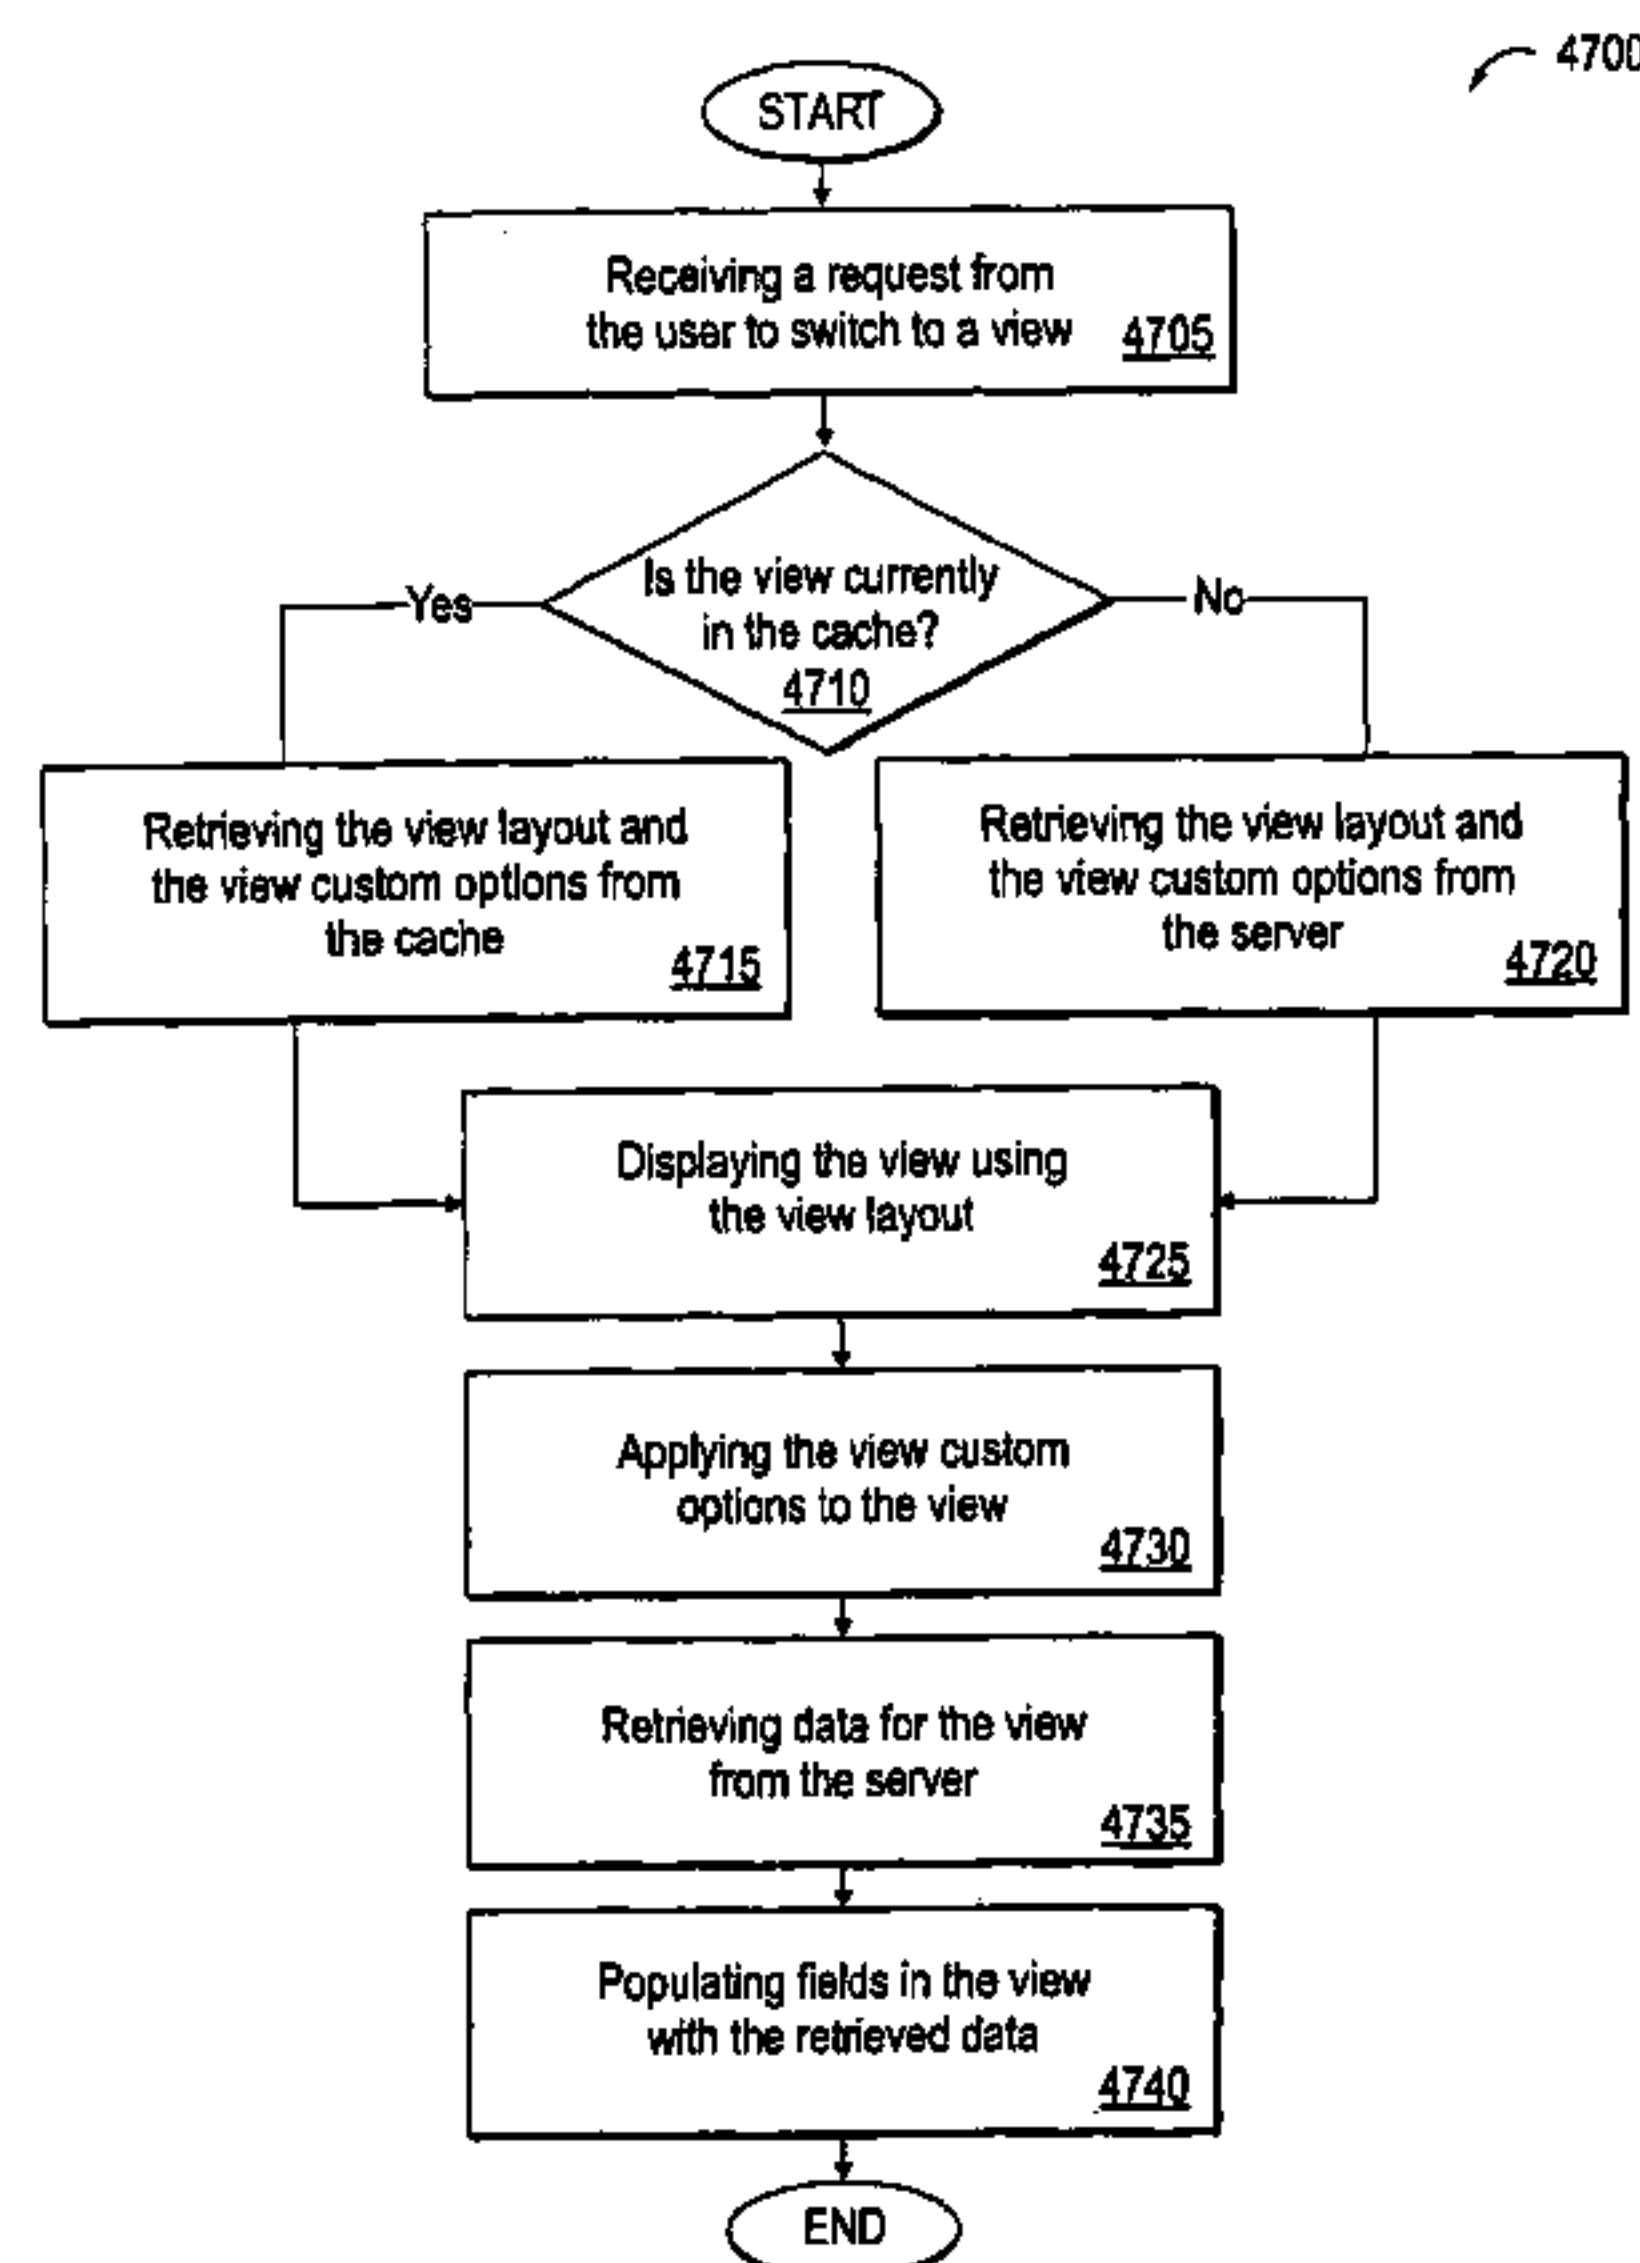 4700
START
Receiving a request from
the user to switch to a view
4705
Is the view currently
in the cache?
4710
Yes
No
Retrieving the view layout and
the view custom options from
the cache
4715
Retrieving the view layout and
the view custom options from
the server
4720
Displaying the view using
the view layout
4725
Applying the view custom
options to the view
4730
Retrieving data for the view
from the server
4735
Populating fields in the view
with the retrieved data
4740
END